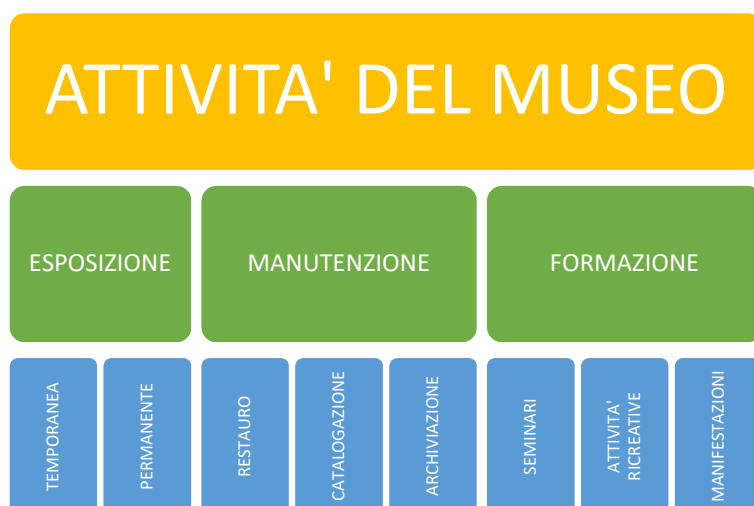 ATTIVITA' DEL MUSEO
ESPOSIZIONE
MANUTENZIONE
FORMAZIONE
TEMPORANEA
PERMANENTE
RESTAURO
CATALOGAZIONE
ARCHIVIAZIONE
SEMINARI
ATTIVITA'
RICREATIVE
MANIFESTAZIONI